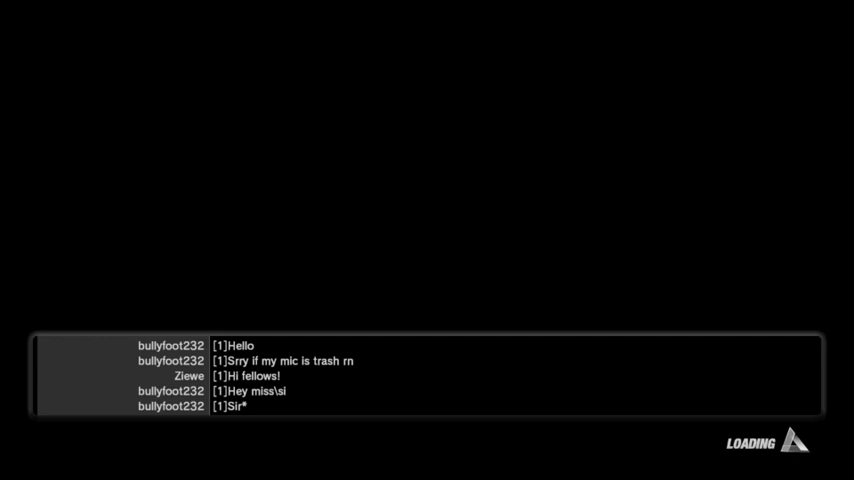 bullyfoot232 [1]Hello
bullyfoot232 [1]Srry if my mic is trash rn
Ziewe [1]Hi fellows!
bullyfoot232 [1]Hey miss\si
bullyfoot232 [1]Sir*
LOADING